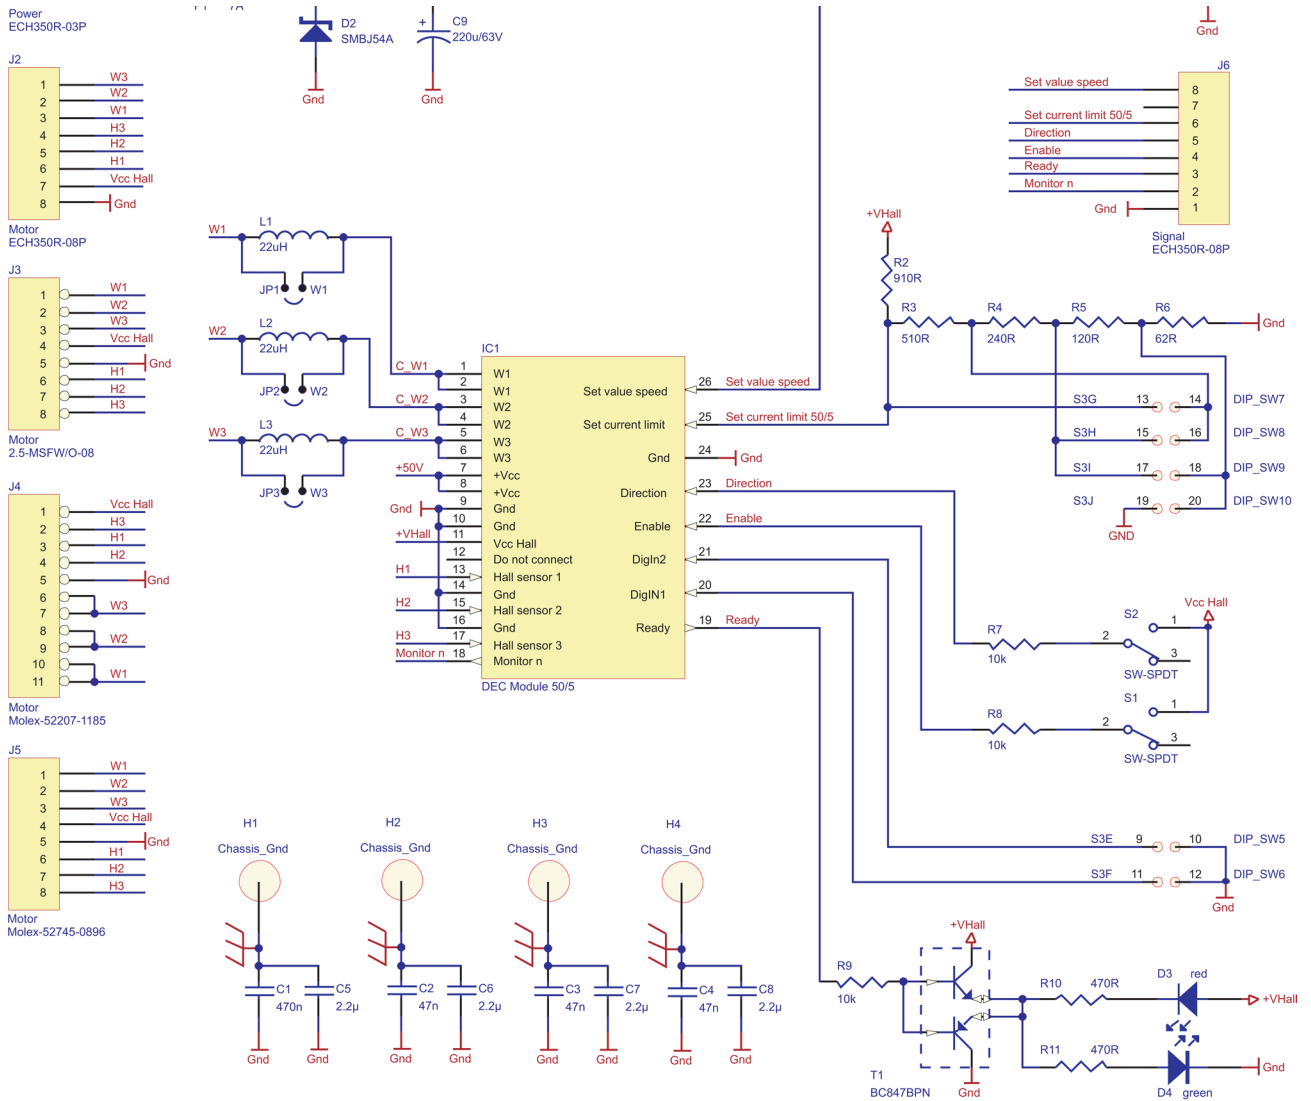 Power
ECH350R-03P
D2
SMBJ54A
Gnd
+
C9
220u/63V
Gnd
Gnd
J2
1 W3
2 W2
3 W1
4 H3
5 H2
6 H1
7 Vcc Hall
8 Gnd
Motor
ECH350R-08P
J3
1 W1
2 W2
3 W3
4 Vcc Hall
5 Gnd
6 H1
7 H2
8 H3
Motor
2.5-MSFW/O-08
J4
1 Vcc Hall
2 H3
3 H1
4 H2
5 Gnd
6
7 W3
8
9 W2
10
11 W1
Motor
Molex-52207-1185
J5
1 W1
2 W2
3 W3
4 Vcc Hall
5 Gnd
6 H1
7 H2
8 H3
Motor
Molex-52745-0896
W1
L1
22uH
JP1 W1
W2
L2
22uH
JP2 W2
W3
L3
22uH
JP3 W3
IC1
C_W1 1 W1
2 W1
C_W2 3 W2
4 W2
C_W3 5 W3
6 W3
+50V 7 +Vcc
8 +Vcc
Gnd 9 Gnd
10 Gnd
+VHall 11 Vcc Hall
12 Do not connect
H1 13 Hall sensor 1
14 Gnd
H2 15 Hall sensor 2
16 Gnd
H3 17 Hall sensor 3
Monitor n 18 Monitor n
Set value speed 26 Set value speed
Set current limit 25 Set current limit 50/5
Gnd 24 Gnd
Direction 23 Direction
Enable 22 Enable
DigIn2 21
DigIN1 20
Ready 19 Ready
DEC Module 50/5
J6
Set value speed 8
7
Set current limit 50/5 6
Direction 5
Enable 4
Ready 3
Monitor n 2
Gnd 1
Signal
ECH350R-08P
+VHall
R2
910R
R3
510R
R4
240R
R5
120R
R6
62R
Gnd
S3G 13 14 DIP_SW7
S3H 15 16 DIP_SW8
S3I 17 18 DIP_SW9
S3J 19 20 DIP_SW10
GND
Vcc Hall
R7
10k
S2
1
2
3
SW-SPDT
R8
10k
S1
1
2
3
SW-SPDT
S3E 9 10 DIP_SW5
S3F 11 12 DIP_SW6
Gnd
H1
Chassis_Gnd
C1
470n
C5
2.2µ
Gnd
Gnd
H2
Chassis_Gnd
C2
47n
C6
2.2µ
Gnd
Gnd
H3
Chassis_Gnd
C3
47n
C7
2.2µ
Gnd
Gnd
H4
Chassis_Gnd
C4
47n
C8
2.2µ
Gnd
Gnd
R9
10k
+VHall
T1
BC847BPN
Gnd
R10 470R
D3 red
+VHall
R11 470R
D4 green
Gnd